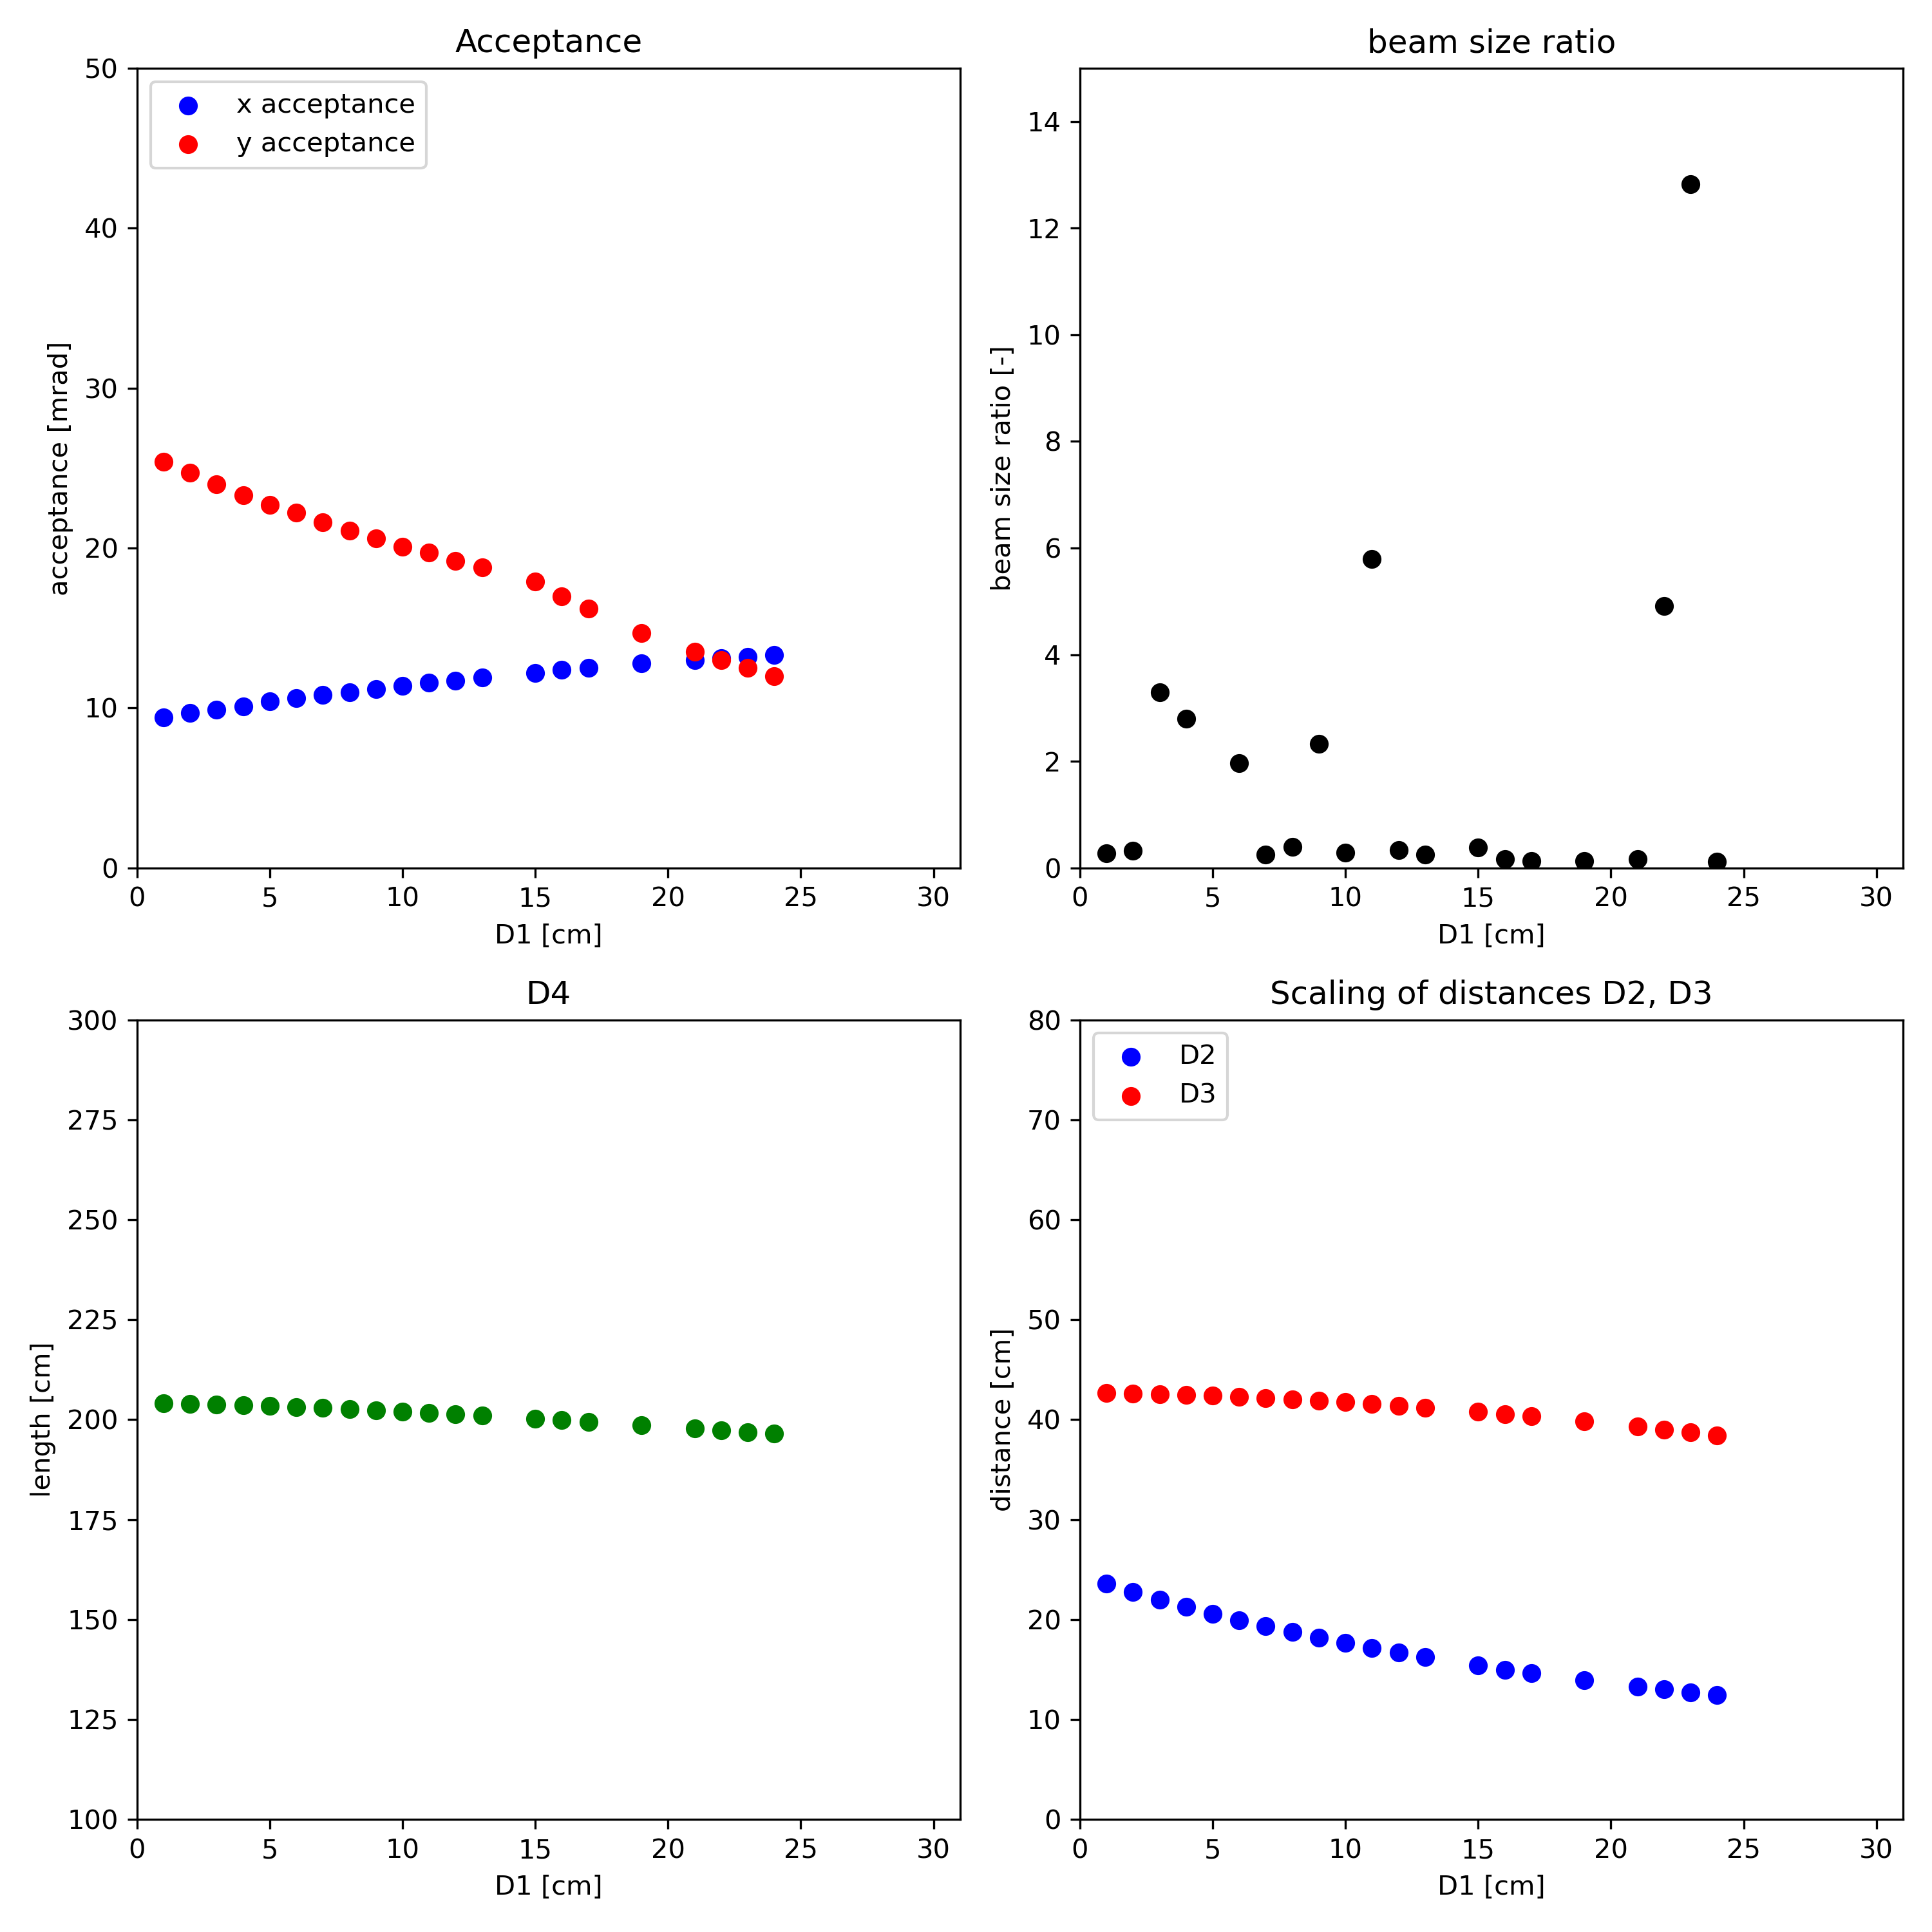 Acceptance
50
40
30
20
10
0
acceptance [mrad]
x acceptance
y acceptance
0 5 10 15 20 25 30
D1 [cm]
beam size ratio
14
12
10
8
6
4
2
0
beam size ratio [-]
0 5 10 15 20 25 30
D1 [cm]
D4
300
275
250
225
200
175
150
125
100
length [cm]
0 5 10 15 20 25 30
D1 [cm]
Scaling of distances D2, D3
80
70
60
50
40
30
20
10
0
distance [cm]
D2
D3
0 5 10 15 20 25 30
D1 [cm]